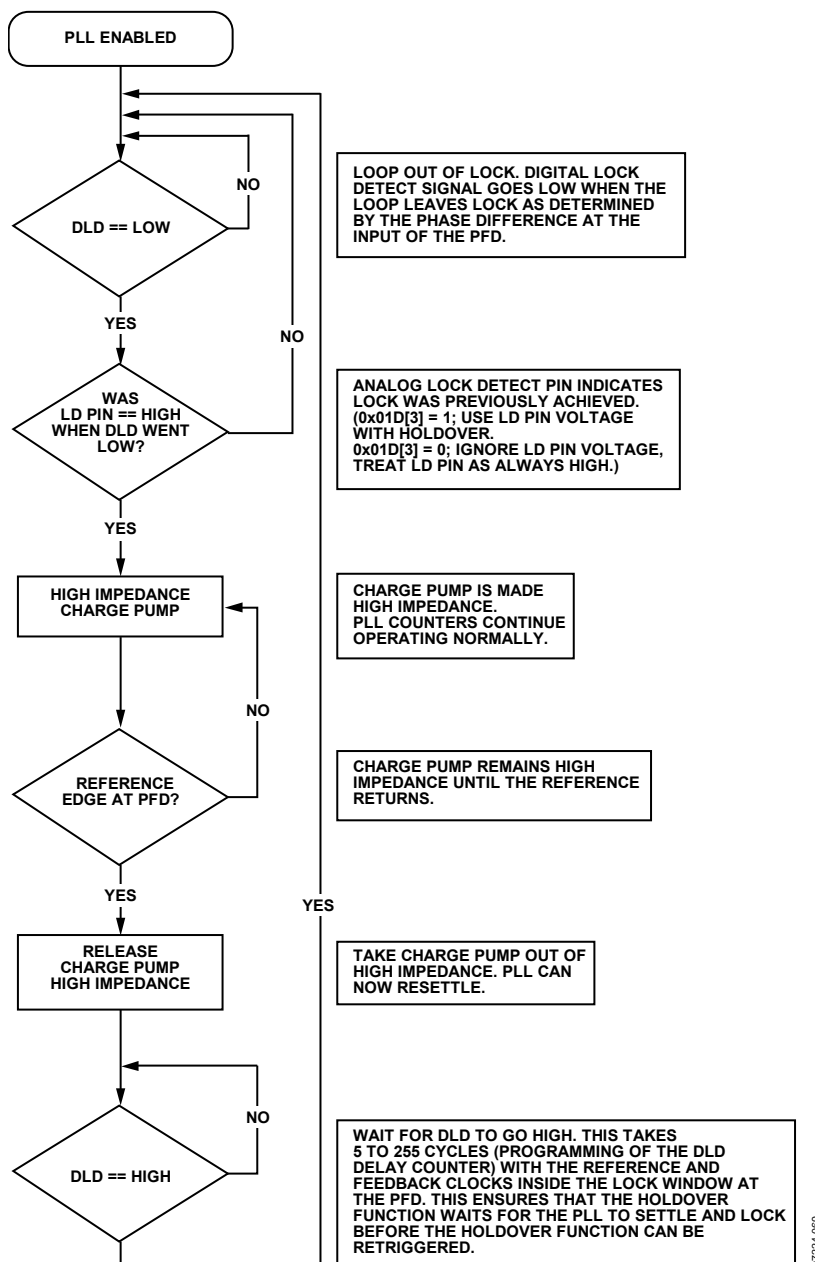 PLL ENABLED
NO
DLD == LOW
LOOP OUT OF LOCK. DIGITAL LOCK
DETECT SIGNAL GOES LOW WHEN THE
LOOP LEAVES LOCK AS DETERMINED
BY THE PHASE DIFFERENCE AT THE
INPUT OF THE PFD.
YES
NO
WAS
LD PIN == HIGH
WHEN DLD WENT
LOW?
ANALOG LOCK DETECT PIN INDICATES
LOCK WAS PREVIOUSLY ACHIEVED.
(0x01D[3] = 1; USE LD PIN VOLTAGE
WITH HOLDOVER.
0x01D[3] = 0; IGNORE LD PIN VOLTAGE,
TREAT LD PIN AS ALWAYS HIGH.)
YES
HIGH IMPEDANCE
CHARGE PUMP
CHARGE PUMP IS MADE
HIGH IMPEDANCE.
PLL COUNTERS CONTINUE
OPERATING NORMALLY.
NO
REFERENCE
EDGE AT PFD?
CHARGE PUMP REMAINS HIGH
IMPEDANCE UNTIL THE REFERENCE
RETURNS.
YES
YES
RELEASE
CHARGE PUMP
HIGH IMPEDANCE
TAKE CHARGE PUMP OUT OF
HIGH IMPEDANCE. PLL CAN
NOW RESETTLE.
NO
DLD == HIGH
WAIT FOR DLD TO GO HIGH. THIS TAKES
5 TO 255 CYCLES (PROGRAMMING OF THE DLD
DELAY COUNTER) WITH THE REFERENCE AND
FEEDBACK CLOCKS INSIDE THE LOCK WINDOW AT
THE PFD. THIS ENSURES THAT THE HOLDOVER
FUNCTION WAITS FOR THE PLL TO SETTLE AND LOCK
BEFORE THE HOLDOVER FUNCTION CAN BE
RETRIGGERED.